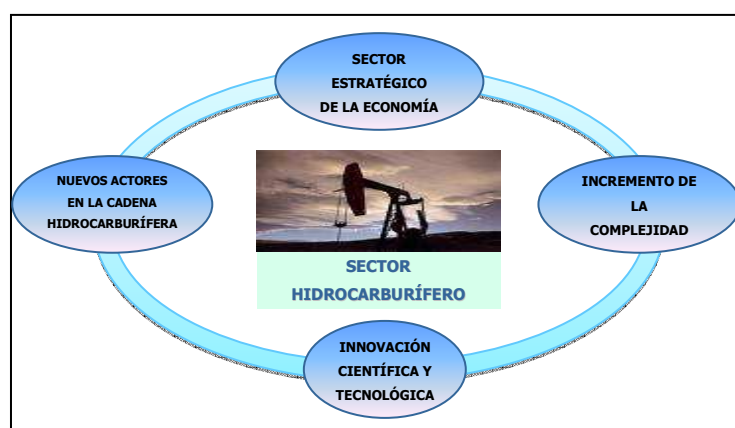 SECTOR
ESTRATÉGICO
DE LA ECONOMÍA
NUEVOS ACTORES
EN LA CADENA
HIDROCARBURÍFERA
INCREMENTO DE
LA
COMPLEJIDAD
SECTOR
HIDROCARBURÍFERO
INNOVACIÓN
CIENTÍFICA Y
TECNOLÓGICA